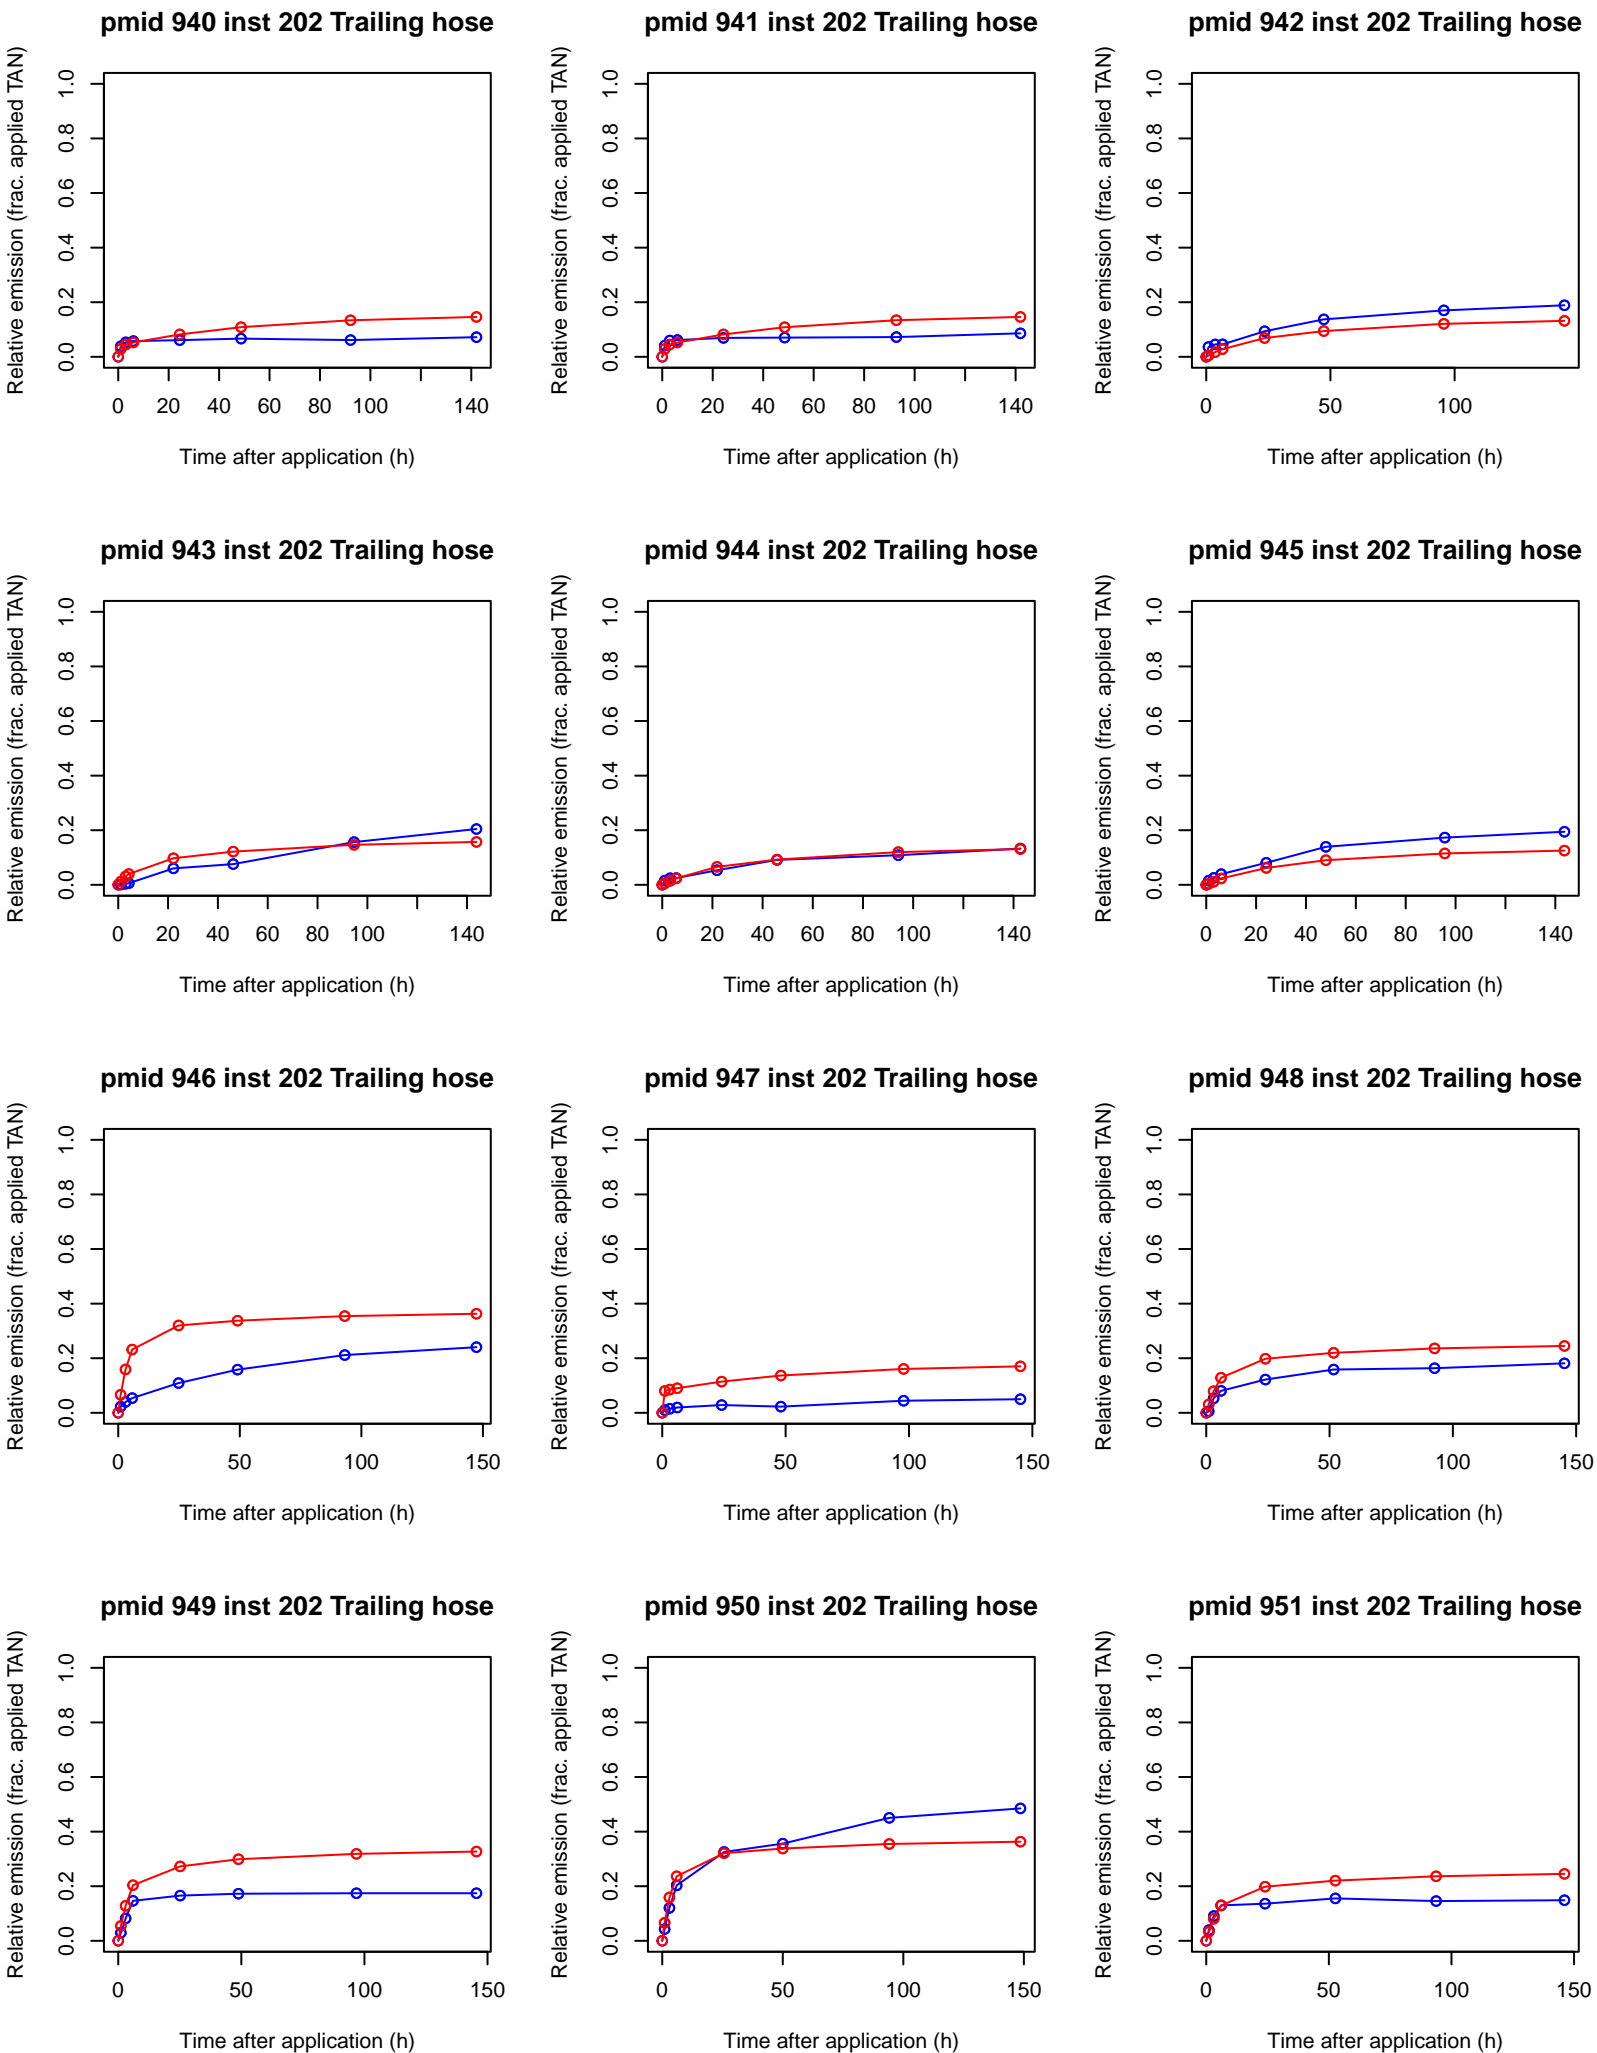 pmid 940 inst 202 Trailing hose
Relative emission (frac. applied TAN)
1.0
0.8
0.6
0.4
0.2
0.0
0 20 40 60 80 100 140
Time after application (h)
pmid 941 inst 202 Trailing hose
Relative emission (frac. applied TAN)
1.0
0.8
0.6
0.4
0.2
0.0
0 20 40 60 80 100 140
Time after application (h)
pmid 942 inst 202 Trailing hose
Relative emission (frac. applied TAN)
1.0
0.8
0.6
0.4
0.2
0.0
0 50 100
Time after application (h)
pmid 943 inst 202 Trailing hose
Relative emission (frac. applied TAN)
1.0
0.8
0.6
0.4
0.2
0.0
0 20 40 60 80 100 140
Time after application (h)
pmid 944 inst 202 Trailing hose
Relative emission (frac. applied TAN)
1.0
0.8
0.6
0.4
0.2
0.0
0 20 40 60 80 100 140
Time after application (h)
pmid 945 inst 202 Trailing hose
Relative emission (frac. applied TAN)
1.0
0.8
0.6
0.4
0.2
0.0
0 20 40 60 80 100 140
Time after application (h)
pmid 946 inst 202 Trailing hose
Relative emission (frac. applied TAN)
1.0
0.8
0.6
0.4
0.2
0.0
0 50 100 150
Time after application (h)
pmid 947 inst 202 Trailing hose
Relative emission (frac. applied TAN)
1.0
0.8
0.6
0.4
0.2
0.0
0 50 100 150
Time after application (h)
pmid 948 inst 202 Trailing hose
Relative emission (frac. applied TAN)
1.0
0.8
0.6
0.4
0.2
0.0
0 50 100 150
Time after application (h)
pmid 949 inst 202 Trailing hose
Relative emission (frac. applied TAN)
1.0
0.8
0.6
0.4
0.2
0.0
0 50 100 150
Time after application (h)
pmid 950 inst 202 Trailing hose
Relative emission (frac. applied TAN)
1.0
0.8
0.6
0.4
0.2
0.0
0 50 100 150
Time after application (h)
pmid 951 inst 202 Trailing hose
Relative emission (frac. applied TAN)
1.0
0.8
0.6
0.4
0.2
0.0
0 50 100 150
Time after application (h)